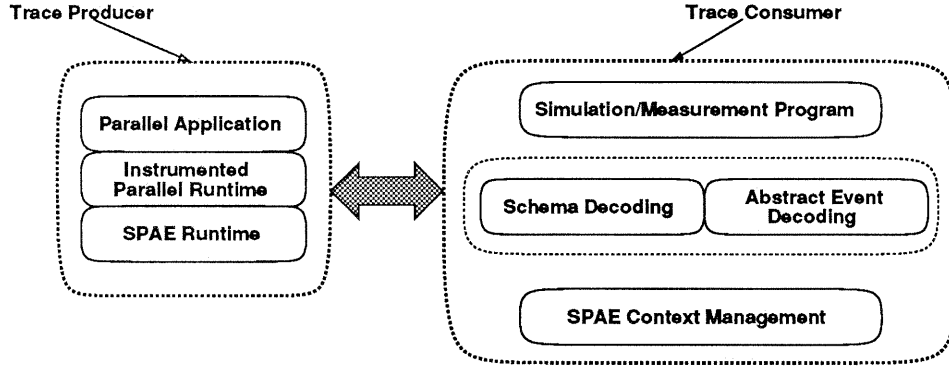 Trace Producer
Trace Consumer
Parallel Application
Instrumented
Parallel Runtime
SPAE Runtime
Simulation/Measurement Program
Schema Decoding
Abstract Event
Decoding
SPAE Context Management